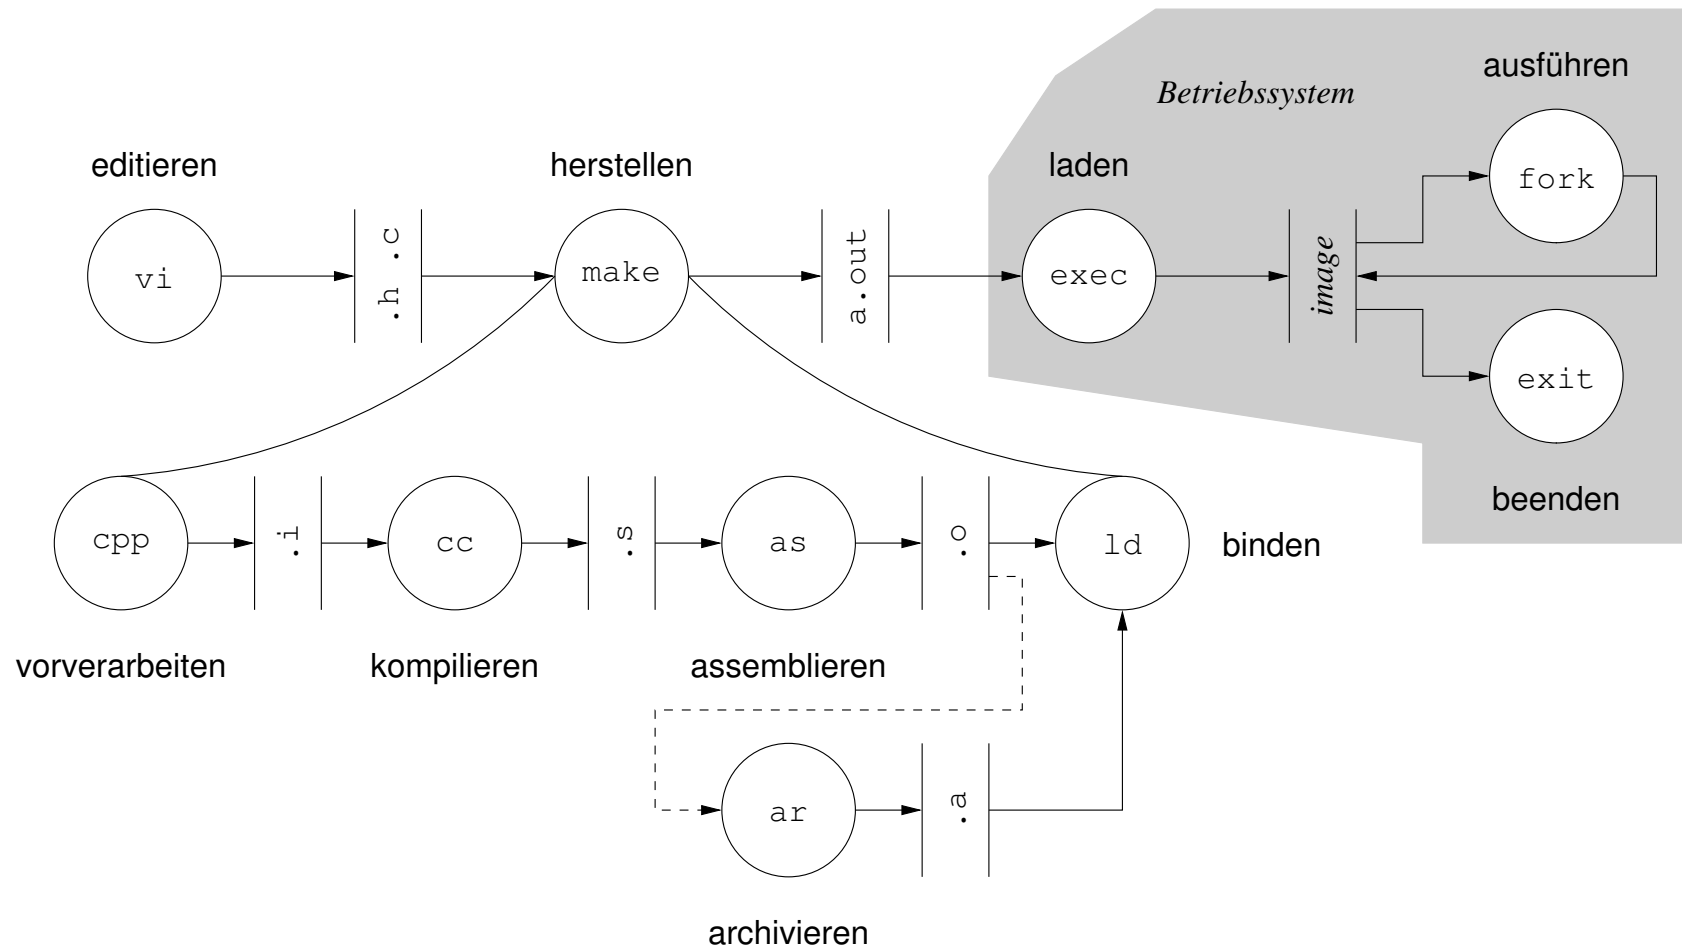 ausführen
Betriebssystem
editieren
herstellen
laden
vi
.h .c
make
a.out
exec
image
fork
exit
beenden
cpp
.i
cc
.s
as
.o
ld
binden
vorverarbeiten
kompilieren
assemblieren
ar
.a
archivieren